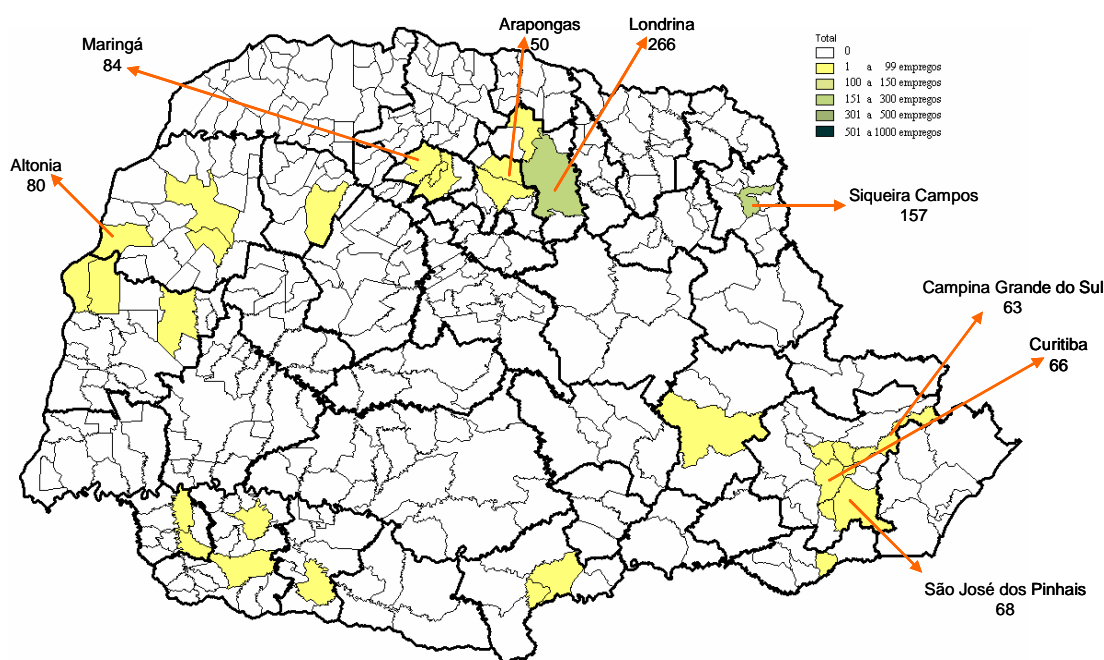 Arapongas
50
Londrina
266
Maringá
84
Total
0
1 a 99 empregos
100 a 150 empregos
151 a 300 empregos
301 a 500 empregos
501 a 1000 empregos
Altonia
80
Siqueira Campos
157
Campina Grande do Sul
63
Curitiba
66
São José dos Pinhais
68